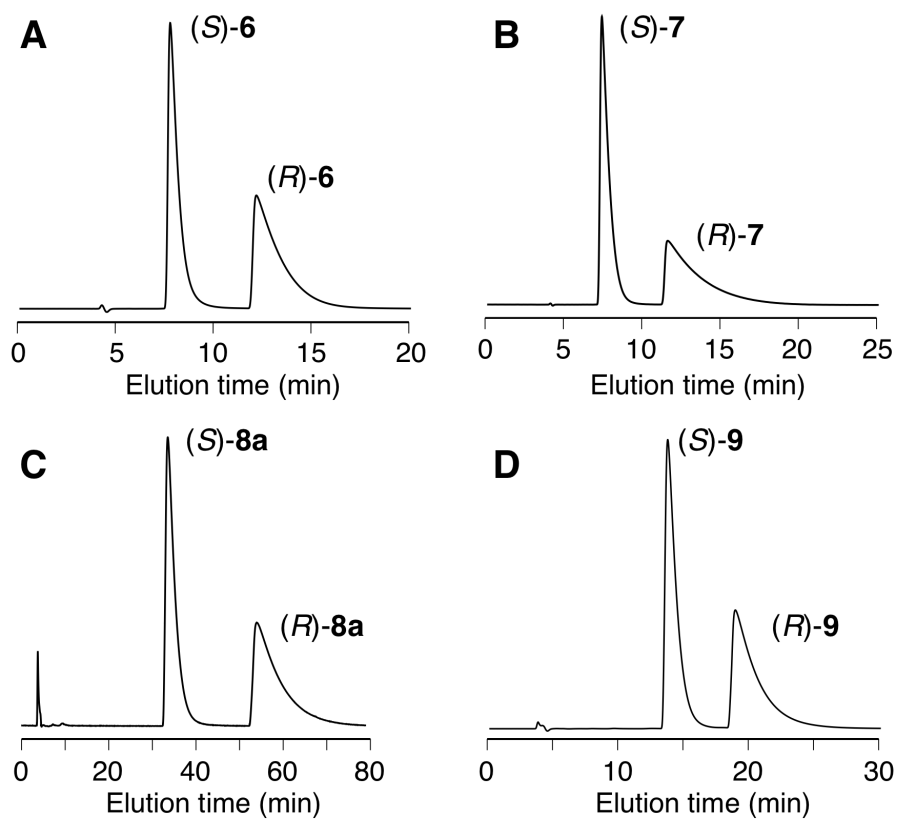 A
(S)-6
(R)-6
0 5 10 15 20
Elution time (min)
B
(S)-7
(R)-7
0 5 10 15 20 25
Elution time (min)
C
(S)-8a
(R)-8a
0 20 40 60 80
Elution time (min)
D
(S)-9
(R)-9
0 10 20 30
Elution time (min)